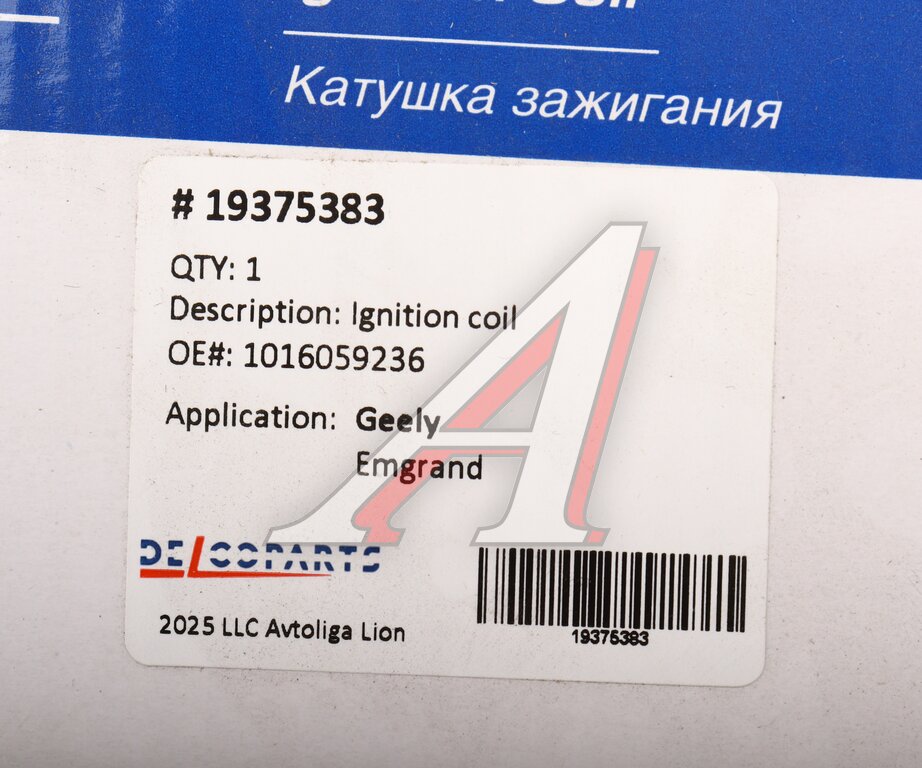 Катушка зажигания
# 19375383
QTY: 1
Description: Ignition coil
OE#: 1016059236
Application: Geely
Emgrand
DELCOPARTS
2025 LLC Avtoliga Lion
19375383